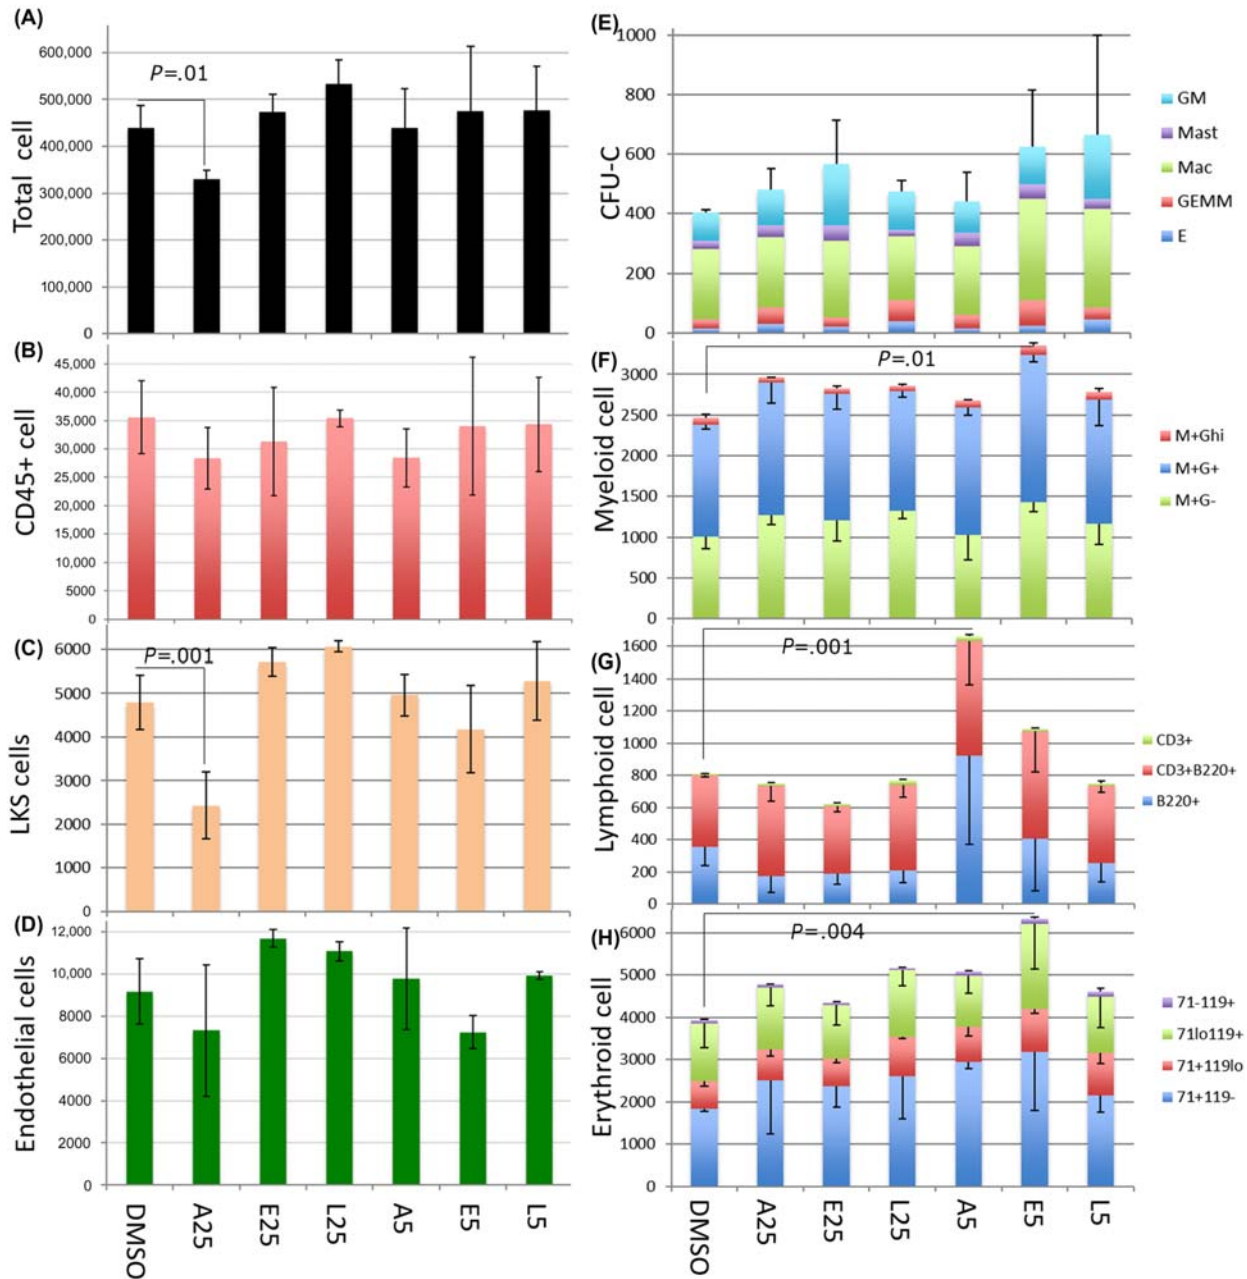 (A)
Total cell
600,000
500,000
400,000
300,000
200,000
100,000
0
P=.01
(B)
CD45+ cell
45,000
40,000
35,000
30,000
25,000
20,000
15,000
10,000
5000
0
(C)
LKS cells
6000
5000
4000
3000
2000
1000
0
P=.001
(D)
Endothelial cells
12,000
10,000
8000
6000
4000
2000
0
DMSO
A25
E25
L25
A5
E5
L5
(E)
CFU-C
1000
800
600
400
200
0
GM
Mast
Mac
GEMM
E
(F)
Myeloid cell
3000
2500
2000
1500
1000
500
0
P=.01
M+Ghi
M+G+
M+G-
(G)
Lymphoid cell
1600
1400
1200
1000
800
600
400
200
0
P=.001
CD3+
CD3+B220+
B220+
(H)
Erythroid cell
6000
5000
4000
3000
2000
1000
0
P=.004
71-119+
71lo119+
71+119lo
71+119-
DMSO
A25
E25
L25
A5
E5
L5